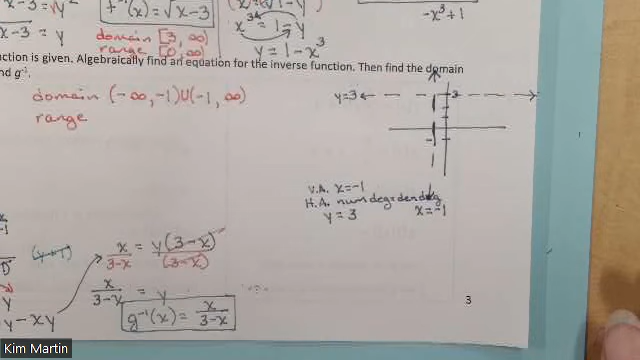 x-3=√y²
f⁻¹(x)=√x-3
-x³+1
√x-3 = y
domain [3, ∞)
range [0, ∞)
x³=1-y
y=1-x³
nction is given. Algebraically find an equation for the inverse function. Then find the domain
nd g⁻¹.
domain (-∞,-1)U(-1,∞)
range
y=3
3
V.A. x=-1
H.A. num deg=den deg
y=3
x=-1
x/3-x = y(3-x)/(3-x)
x/3-x = y
y-xy
g⁻¹(x) = x/3-x
3
Kim Martin